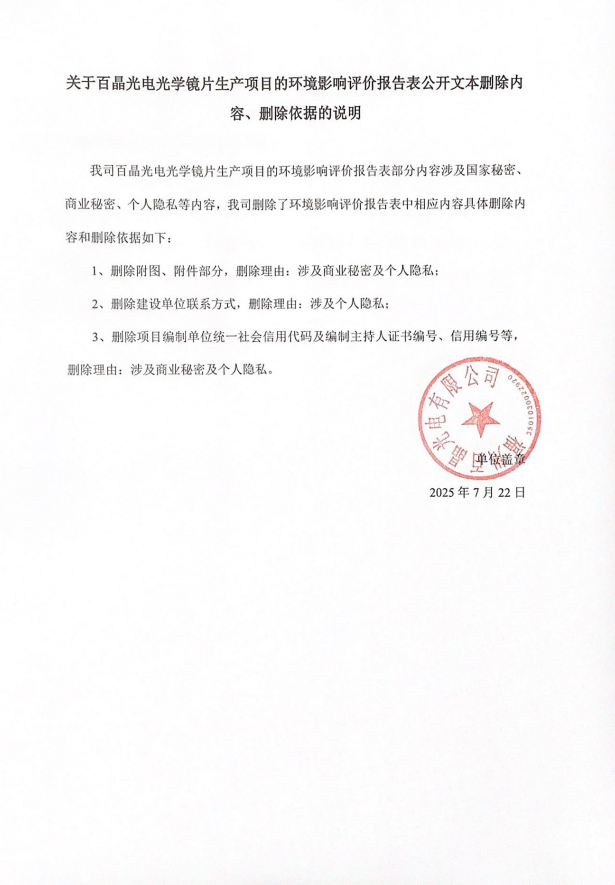 关于百晶光电光学镜片生产项目的环境影响评价报告表公开文本删除内
容、删除依据的说明
我司百晶光电光学镜片生产项目的环境影响评价报告表部分内容涉及国家秘密、
商业秘密、个人隐私等内容，我司删除了环境影响评价报告表中相应内容具体删除内
容和删除依据如下：
1、删除附图、附件部分，删除理由：涉及商业秘密及个人隐私；
2、删除建设单位联系方式，删除理由：涉及个人隐私；
3、删除项目编制单位统一社会信用代码及编制主持人证书编号、信用编号等，
删除理由：涉及商业秘密及个人隐私。
福州百晶光电有限公司
单位盖章
2025 年 7 月 22 日